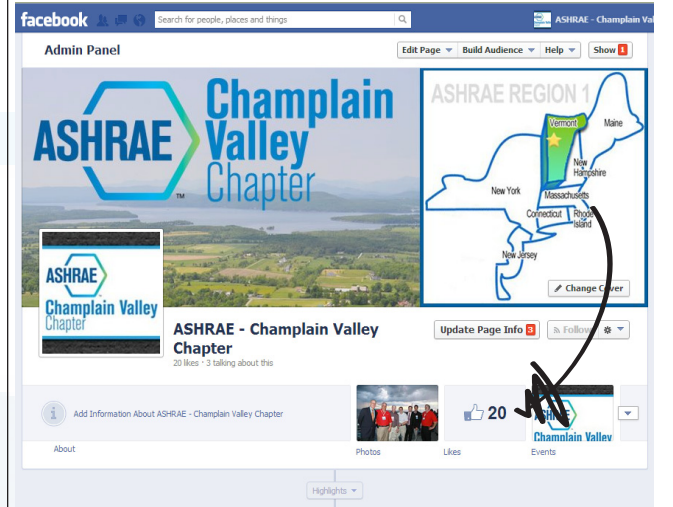 facebook
Search for people, places and things
ASHRAE - Champlain Val
Admin Panel
Edit Page
Build Audience
Help
Show 1
ASHRAE
TM
Champlain
Valley
Chapter
ASHRAE REGION 1
Vermont
Maine
New
Hampshire
New York
Massachusetts
Connecticut
Rhode
Island
New Jersey
Change Cover
ASHRAE
Champlain Valley
Chapter
ASHRAE - Champlain Valley
Chapter
20 likes · 3 talking about this
Update Page Info 3
Follow
i
Add Information About ASHRAE - Champlain Valley Chapter
20
ASHRAE
Champlain Valley
About
Photos
Likes
Events
Highlights